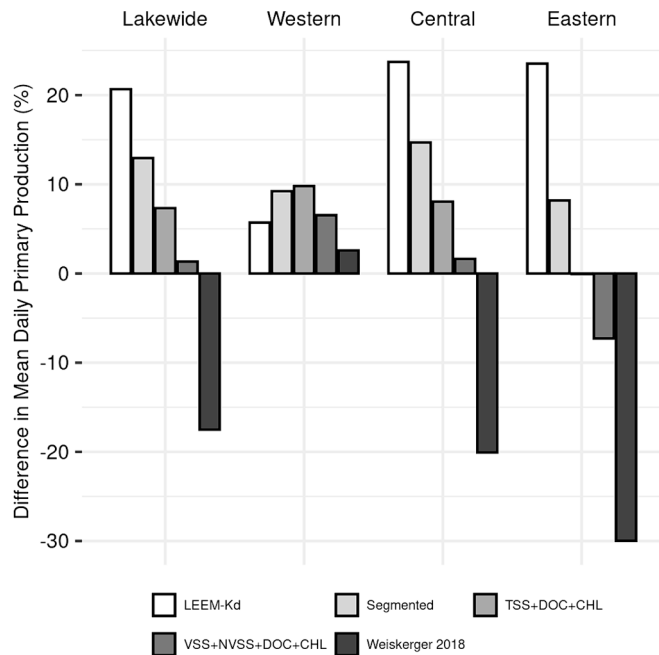 Lakewide Western Central Eastern
Difference in Mean Daily Primary Production (%)
20
10
0
-10
-20
-30
LEEM-Kd Segmented TSS+DOC+CHL
VSS+NVSS+DOC+CHL Weiskerger 2018